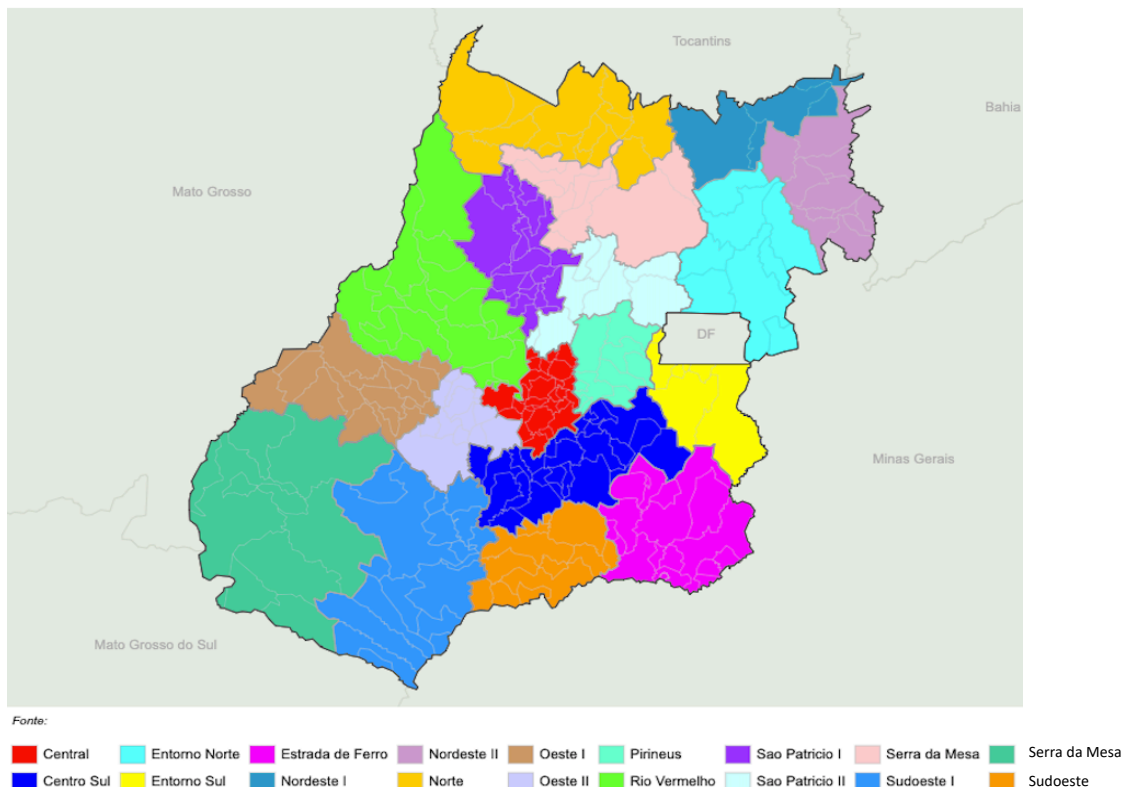 Tocantins
Bahia
Mato Grosso
DF
Minas Gerais
Mato Grosso do Sul
Fonte:
Central Entorno Norte Estrada de Ferro Nordeste II Oeste I Pirineus Sao Patricio I Serra da Mesa Serra da Mesa
Centro Sul Entorno Sul Nordeste I Norte Oeste II Rio Vermelho Sao Patricio II Sudoeste I Sudoeste